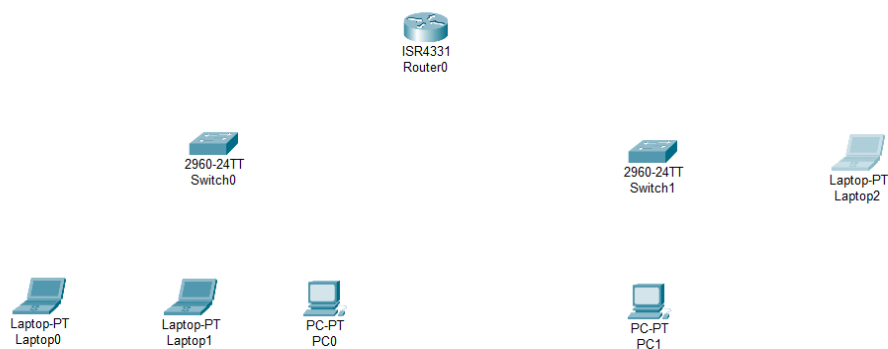 ISR4331
Router0
2960-24TT
Switch0
2960-24TT
Switch1
Laptop-PT
Laptop2
Laptop-PT
Laptop0
Laptop-PT
Laptop1
PC-PT
PC0
PC-PT
PC1